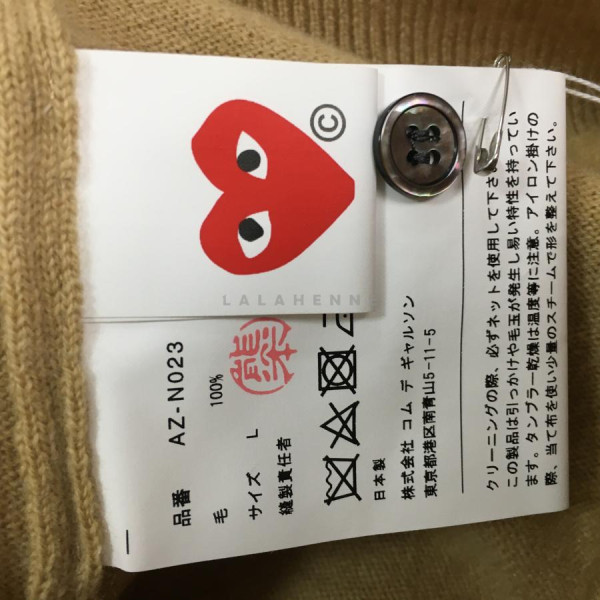 ©
LALAHENN
品番 AZ-N023
毛 100%
サイズ L
縫製責任者
日本製
株式会社 コム デ ギャルソン
東京都港区南青山5-11-5
クリーニングの際、必ずネットを使用して下さ
この製品は引っかけや毛玉が発生し易い特性を持ってい
ます。タンブラー乾燥は温度等に注意。アイロン掛けの
際、当て布を使い少量のスチームで形を整えて下さい。